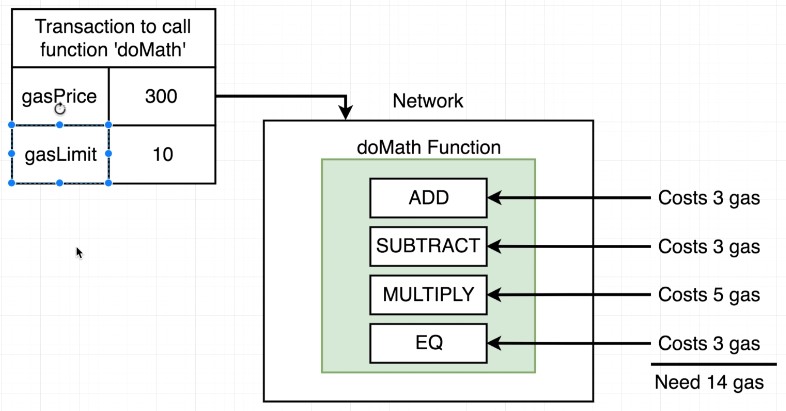 Transaction to call
function 'doMath'
gasPrice 300
gasLimit 10
Network
doMath Function
ADD Costs 3 gas
SUBTRACT Costs 3 gas
MULTIPLY Costs 5 gas
EQ Costs 3 gas
Need 14 gas